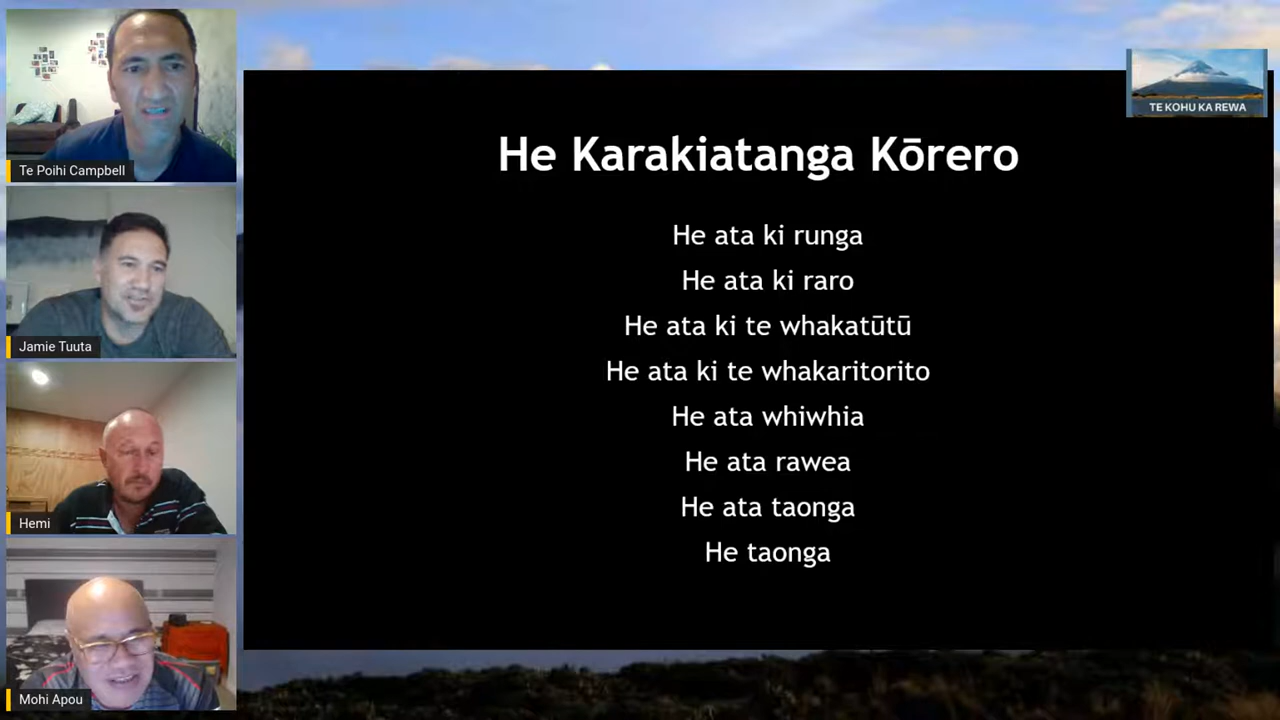 Te Poihi Campbell
Jamie Tuuta
Hemi
Mohi Apou
TE KOHU KA REWA
He Karakiatanga Kōrero
He ata ki runga
He ata ki raro
He ata ki te whakatūtū
He ata ki te whakaritorito
He ata whiwhia
He ata rawea
He ata taonga
He taonga